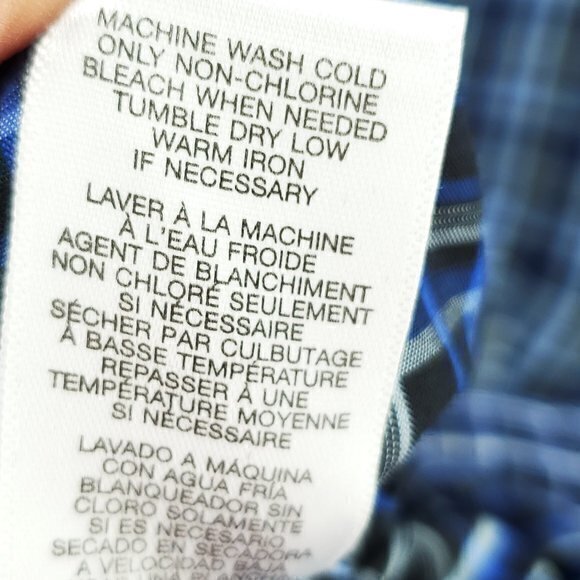 MACHINE WASH COLD
ONLY NON-CHLORINE
BLEACH WHEN NEEDED
TUMBLE DRY LOW
WARM IRON
IF NECESSARY
LAVER À LA MACHINE
À L'EAU FROIDE
AGENT DE BLANCHIMENT
NON CHLORÉ SEULEMENT
SI NÉCESSAIRE
SÉCHER PAR CULBUTAGE
À BASSE TEMPÉRATURE
REPASSER À UNE
TEMPÉRATURE MOYENNE
SI NÉCESSAIRE
LAVADO A MÁQUINA
CON AGUA FRÍA
BLANQUEADOR SIN
CLORO SOLAMENTE
SI ES NECESARIO
SECADO EN SECADORA
A VELOCIDAD BAJA